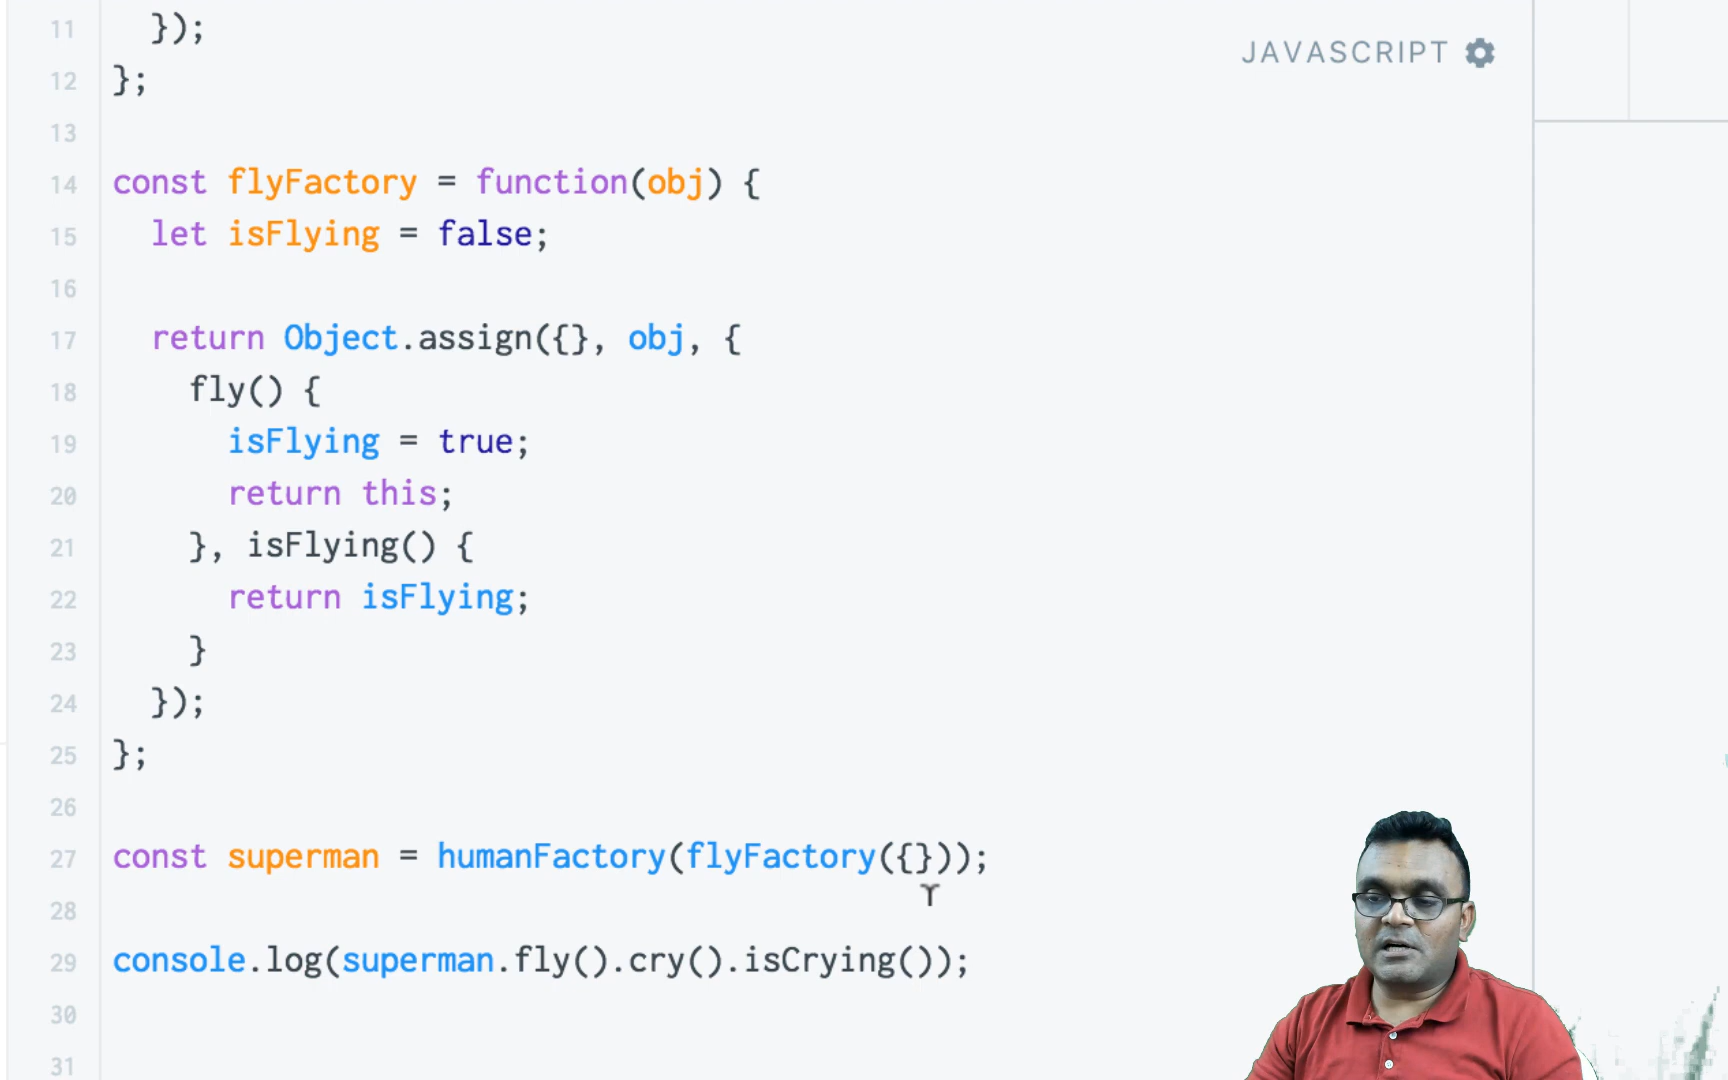 11   });
JAVASCRIPT
12 };
13
14 const flyFactory = function(obj) {
15   let isFlying = false;
16
17   return Object.assign({}, obj, {
18     fly() {
19       isFlying = true;
20       return this;
21     }, isFlying() {
22       return isFlying;
23     }
24   });
25 };
26
27 const superman = humanFactory(flyFactory({}));
28
29 console.log(superman.fly().cry().isCrying());
30
31